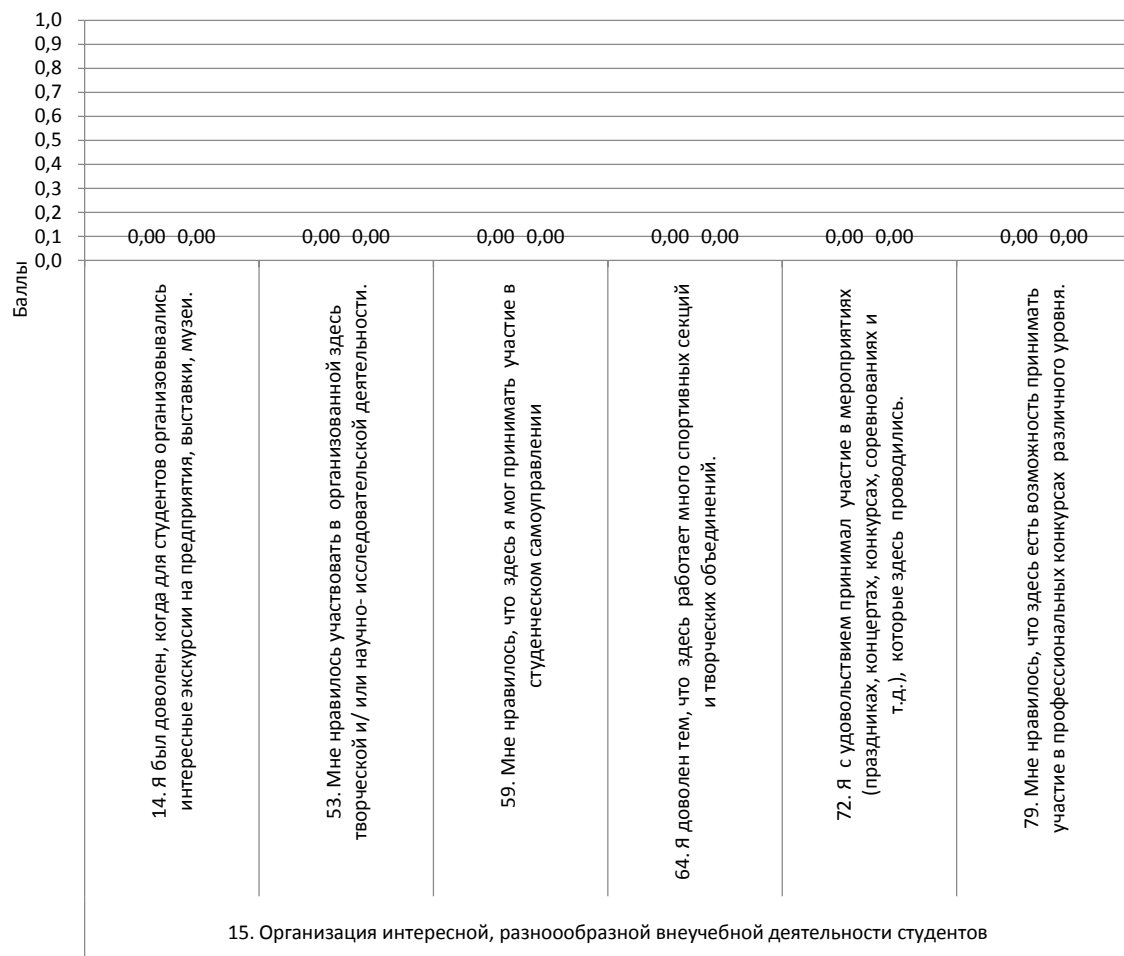 1,0
0,9
0,8
0,7
0,6
0,5
0,4
0,3
0,2
0,1
0,0
Баллы
0,00 0,00
0,00 0,00
0,00 0,00
0,00 0,00
0,00 0,00
0,00 0,00
14. Я был доволен, когда для студентов организовывались
интересные экскурсии на предприятия, выставки, музеи.
53. Мне нравилось участвовать в организованной здесь
творческой и/ или научно- исследовательской деятельности.
59. Мне нравилось, что здесь я мог принимать участие в
студенческом самоуправлении
64. Я доволен тем, что здесь работает много спортивных секций
и творческих объединений.
72. Я с удовольствием принимал участие в мероприятиях
(праздниках, концертах, конкурсах, соревнованиях и
т.д.), которые здесь проводились.
79. Мне нравилось, что здесь есть возможность принимать
участие в профессиональных конкурсах различного уровня.
15. Организация интересной, разноообразной внеучебной деятельности студентов